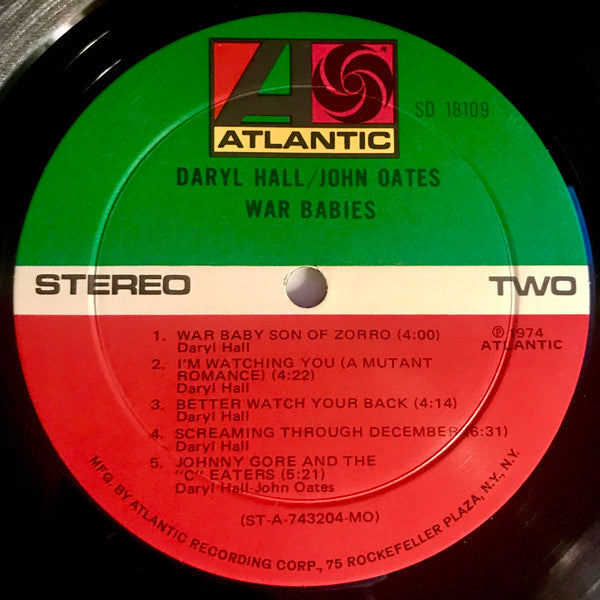 SD 18109
ATLANTIC
DARYL HALL/JOHN OATES
WAR BABIES
STEREO
TWO
1. WAR BABY SON OF ZORRO (4:00)
Daryl Hall
2. I'M WATCHING YOU (A MUTANT
ROMANCE) (4:22)
Daryl Hall
3. BETTER WATCH YOUR BACK (4:14)
Daryl Hall
4. SCREAMING THROUGH DECEMBER (6:31)
Daryl Hall
5. JOHNNY GORE AND THE
"C" EATERS (5:21)
Daryl Hall-John Oates
℗ 1974
ATLANTIC
(ST-A-743204-MO)
MFG. BY ATLANTIC RECORDING CORP., 75 ROCKEFELLER PLAZA, N.Y., N.Y.